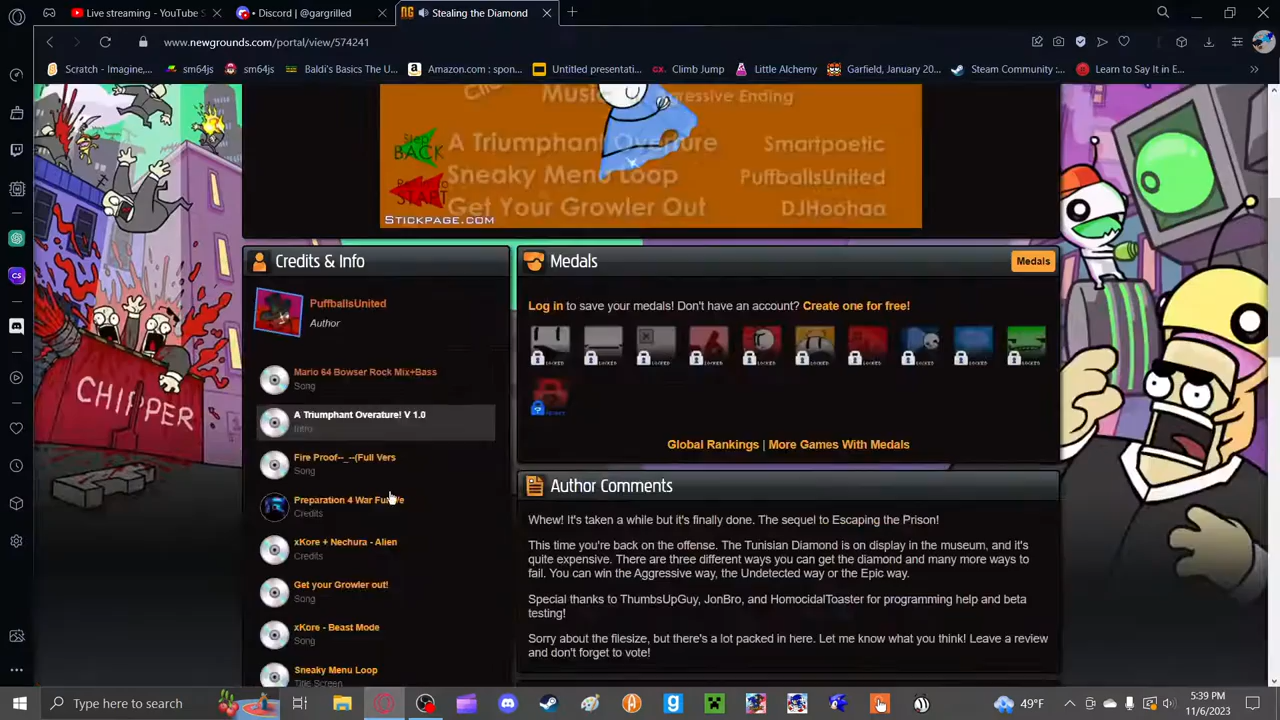 Live streaming - YouTube S
• Discord | @gargrilled
Stealing the Diamond
www.newgrounds.com/portal/view/574241
Scratch - Imagine,...
sm64js
sm64js
Baldi's Basics The U...
Amazon.com : spon...
Untitled presentati...
Climb Jump
Little Alchemy
Garfield, January 20...
Steam Community :...
Learn to Say It in E...
Music
ressive Ending
Step BACK
A Triumphant Overture Smartpoetic
Sneaky Menu Loop PuffballsUnited
START
Get Your Growler Out DJHoohaa
STICKPAGE.COM
CHIPPER
Credits & Info
PuffballsUnited
Author
Mario 64 Bowser Rock Mix+Bass
Song
A Triumphant Overature! V 1.0
Intro
Fire Proof--_--(Full Vers
Song
Preparation 4 War
Credits
xKore + Nechura - Alien
Credits
Get your Growler out!
Song
xKore - Beast Mode
Song
Sneaky Menu Loop
Title Screen
Medals
Medals
Log in to save your medals! Don't have an account? Create one for free!
Global Rankings | More Games With Medals
Author Comments
Whew! It's taken a while but it's finally done. The sequel to Escaping the Prison!
This time you're back on the offense. The Tunisian Diamond is on display in the museum, and it's
quite expensive. There are three different ways you can get the diamond and many more ways to
fail. You can win the Aggressive way, the Undetected way or the Epic way.
Special thanks to ThumbsUpGuy, JonBro, and HomocidalToaster for programming help and beta
testing!
Sorry about the filesize, but there's a lot packed in here. Let me know what you think! Leave a review
and don't forget to vote!
Type here to search
49°F
5:39 PM
11/6/2023